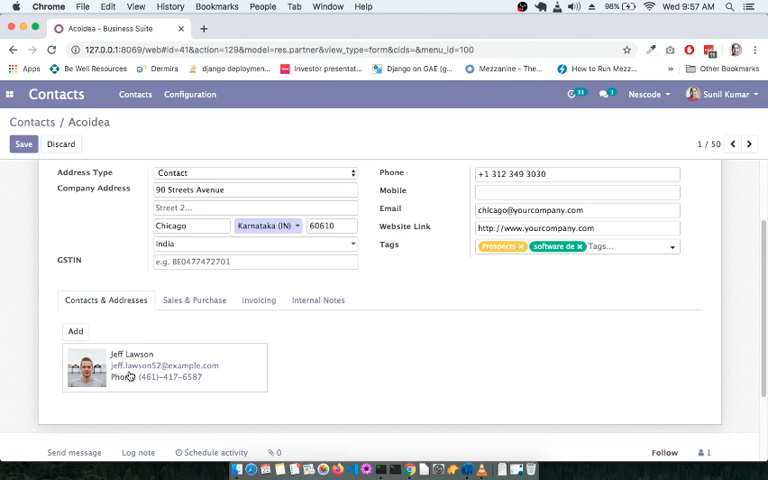 Chrome File Edit View History Bookmarks People Tab Window Help 98% Wed 9:57 AM
Acoidea - Business Suite
127.0.0.1:8069/web#id=41&action=129&model=res.partner&view_type=form&cids=&menu_id=100
Apps Be Well Resources Dermira django deploymen... Investor presentat... Django on GAE (g... Mezzanine - The... How to Run Mezz... » Other Bookmarks
Contacts Contacts Configuration 33 1 Nescode Sunil Kumar
Contacts / Acoidea
Save Discard 1 / 50
Address Type Contact Phone +1 312 349 3030
Company Address 90 Streets Avenue Mobile
Street 2... Email chicago@yourcompany.com
Chicago Karnataka (IN) 60610 Website Link http://www.yourcompany.com
India Tags Prospects software de Tags...
GSTIN e.g. BE0477472701
Contacts & Addresses Sales & Purchase Invoicing Internal Notes
Add
Jeff Lawson
jeff.lawson52@example.com
Phone (461)-417-6587
Send message Log note Schedule activity 0 Follow 1